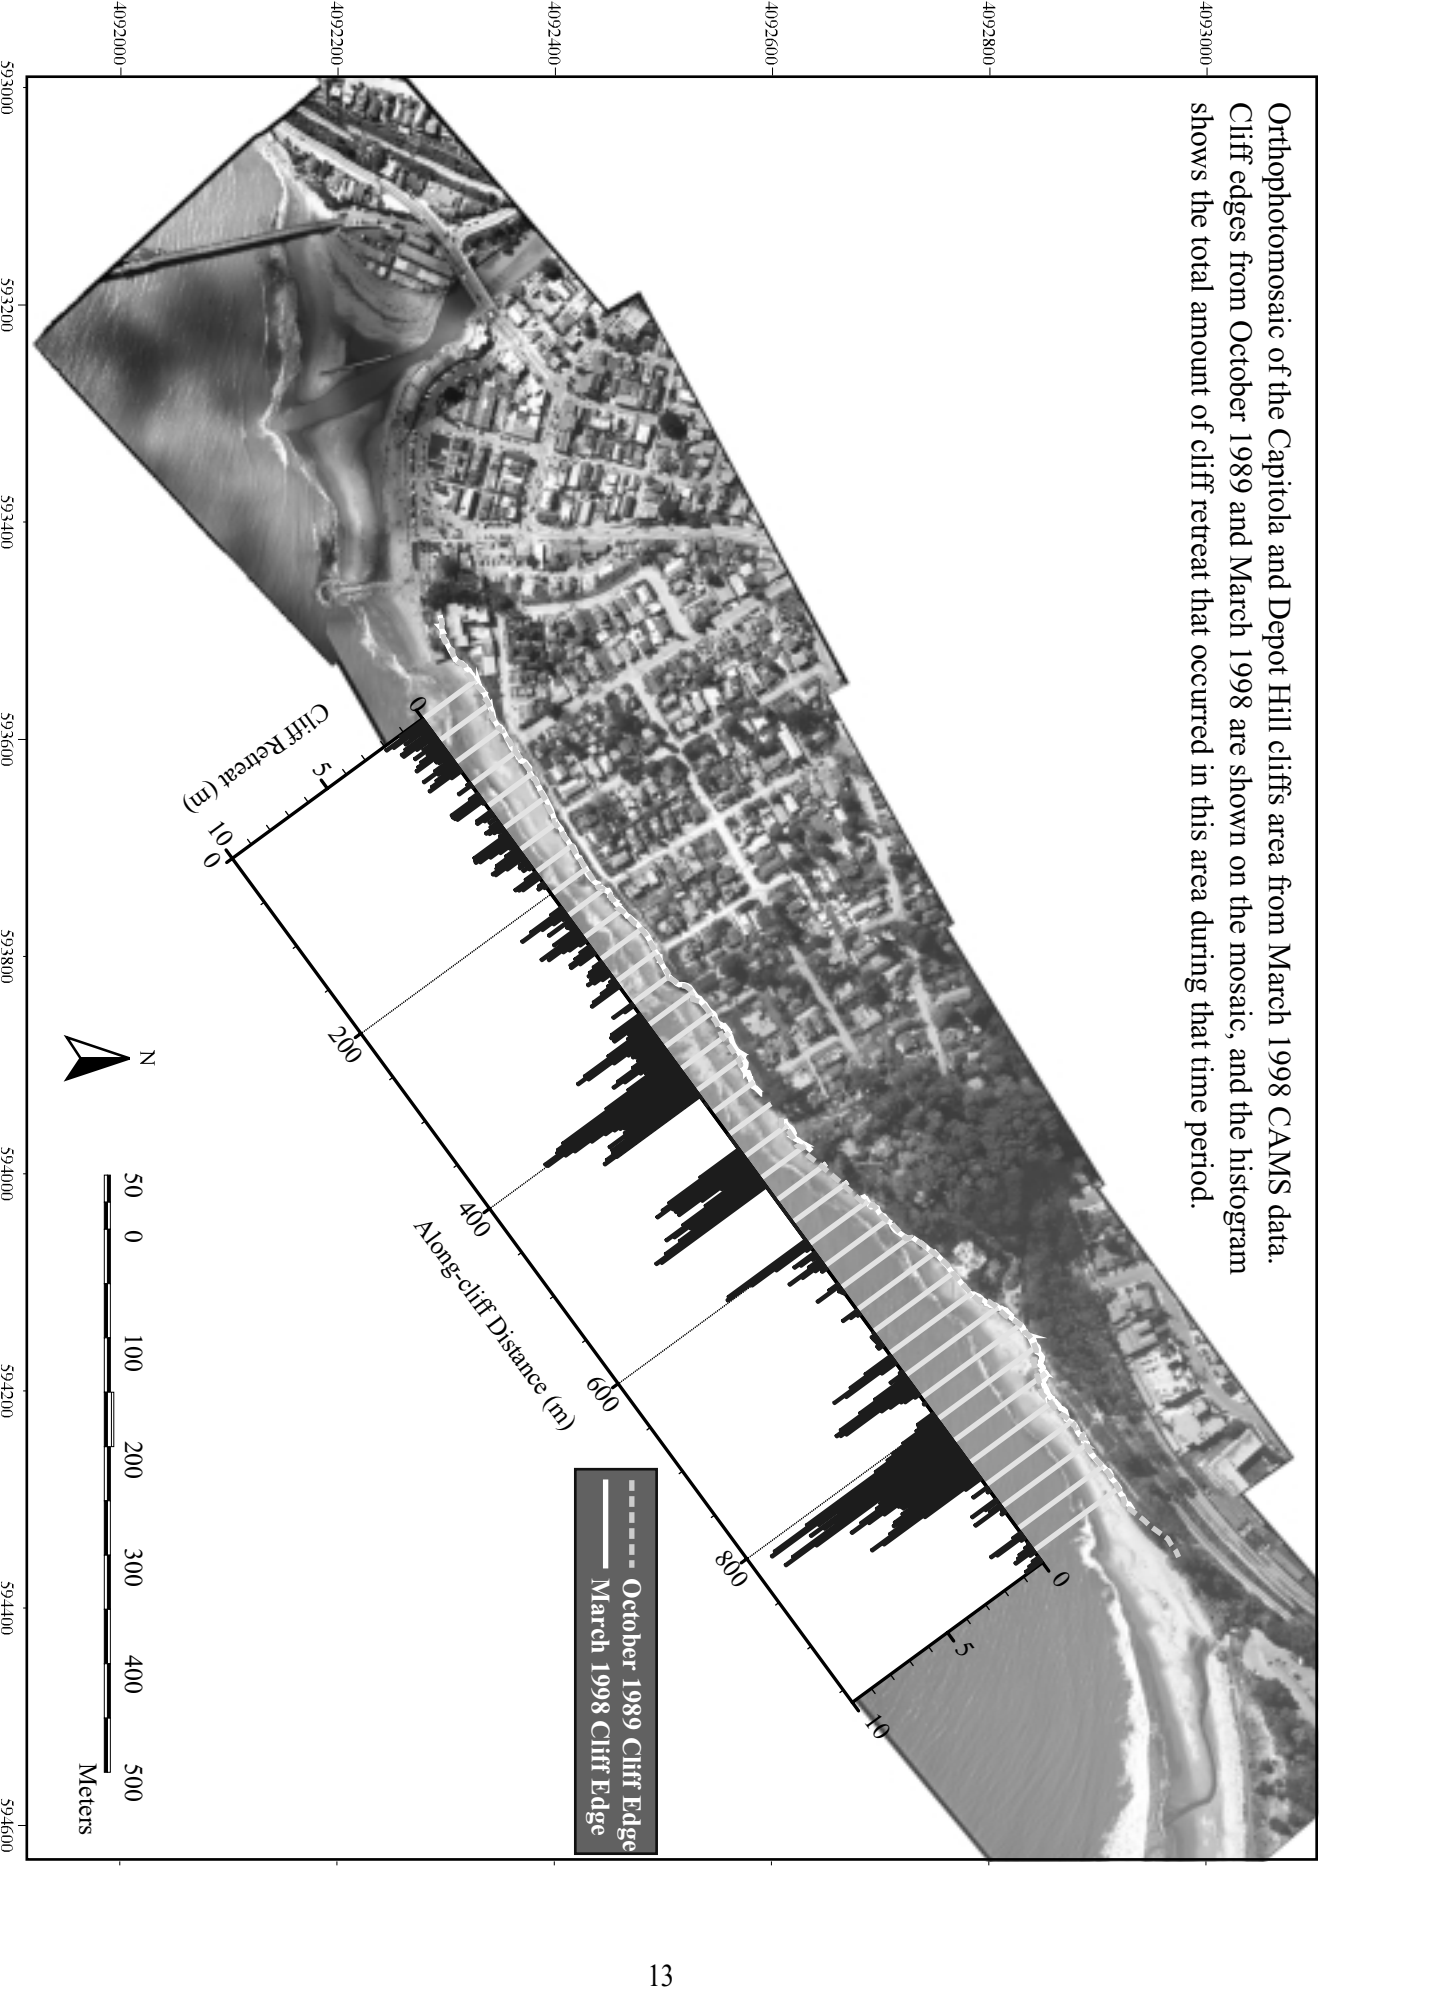 Orthophotomosaic of the Capitola and Depot Hill cliffs area from March 1998 CAMS data.
Cliff edges from October 1989 and March 1998 are shown on the mosaic, and the histogram
shows the total amount of cliff retreat that occurred in this area during that time period.
4093000
4092800
4092600
4092400
4092200
4092000
0
5
10
Cliff Retreat (m)
0
200
400
600
800
Along-cliff Distance (m)
0
5
10
October 1989 Cliff Edge
March 1998 Cliff Edge
N
50 0 100 200 300 400 500
Meters
593000 593200 593400 593600 593800 594000 594200 594400 594600
13